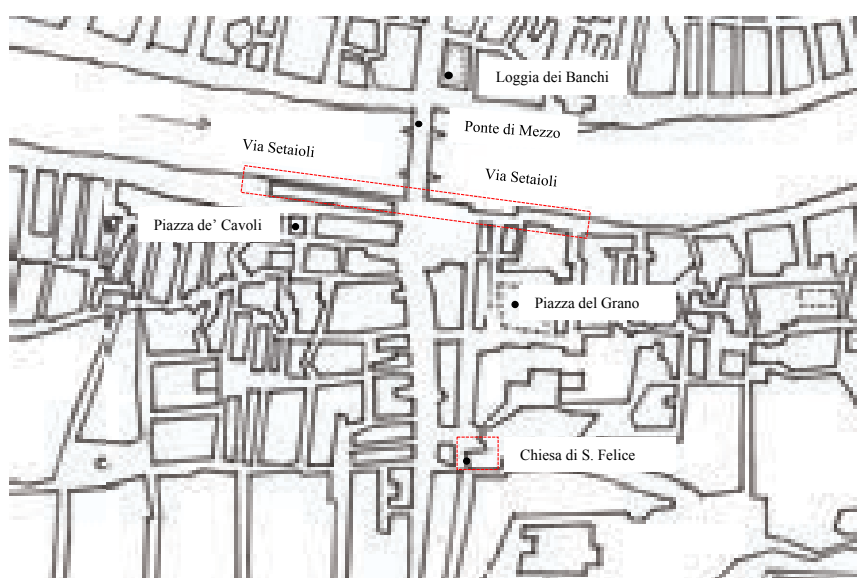 Loggia dei Banchi
Ponte di Mezzo
Via Setaioli
Via Setaioli
Piazza de’ Cavoli
Piazza del Grano
Chiesa di S. Felice